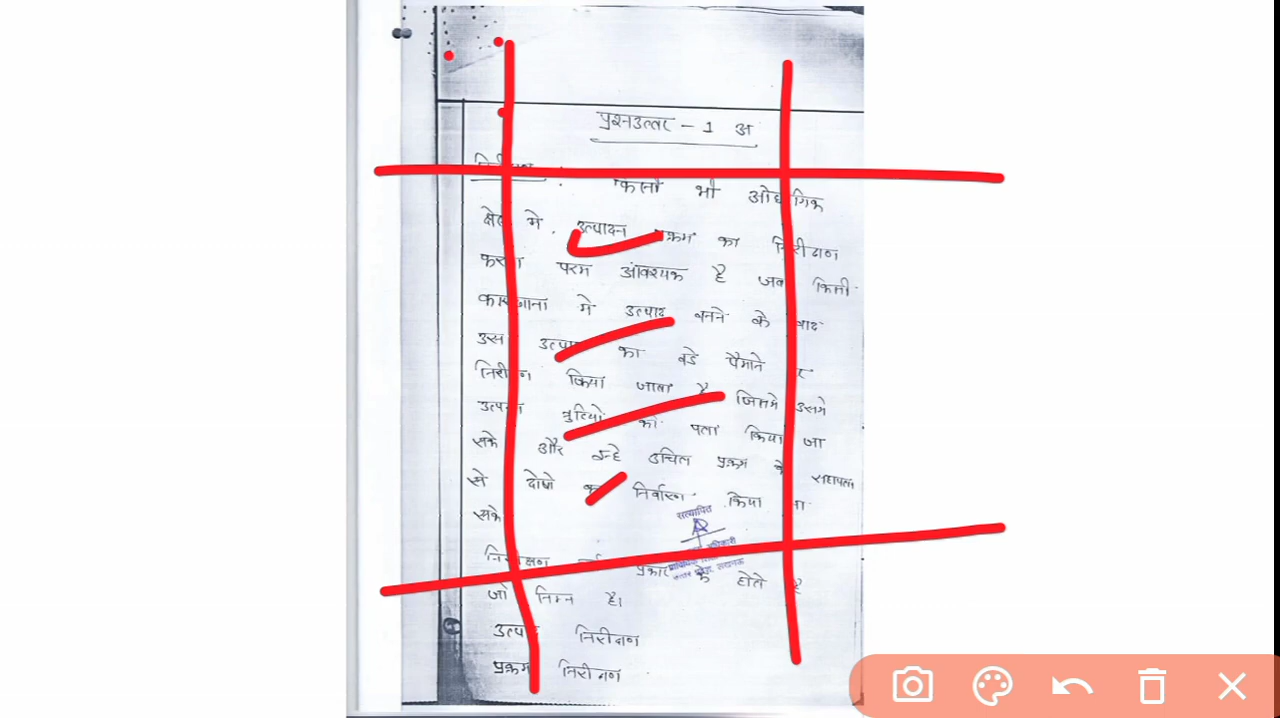 प्रश्नउत्तर - 1 अ
किसी भी औद्योगिक
क्षेत्र में उत्पादन प्रक्रम का निरीक्षण
करना परम आवश्यक है जब किसी
कारखाना मे उत्पाद बनने के बाद
उस उत्पाद का बडे पैमाने
निरीक्षण किया जाता है जिससे उसमे
उत्पन्न त्रुटियो को पता किया जा
सके और उन्हे उचित प्रक्रम के सहायता
से दोषो का निर्वारण किया जा
सके
सत्यापित
निरीक्षण प्रकार के होते है
जो निम्न है।
उत्पाद निरीक्षण
प्रक्रम निरीक्षण